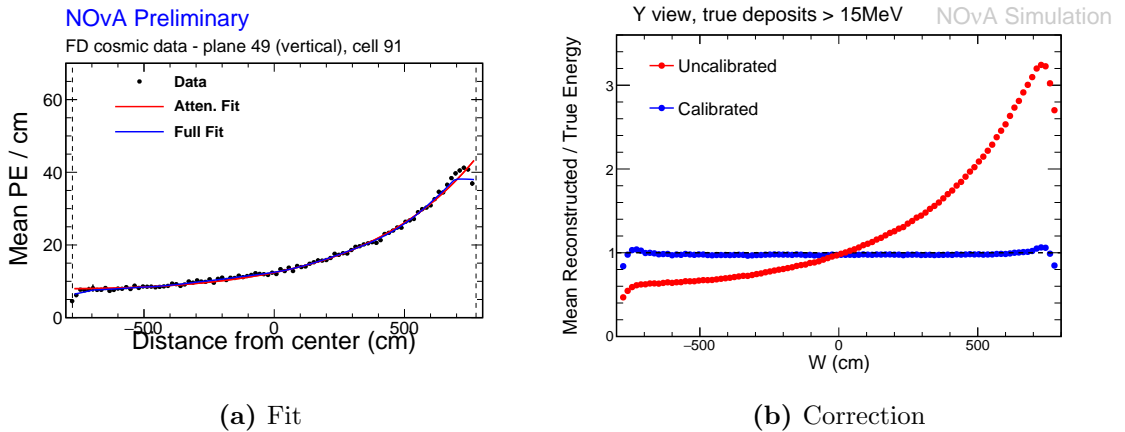 NOνA Preliminary
FD cosmic data - plane 49 (vertical), cell 91
Data
Atten. Fit
Full Fit
Mean PE / cm
60
40
20
0
−500
0
500
Distance from center (cm)
(a) Fit
Y view, true deposits > 15MeV
NOνA Simulation
Uncalibrated
Calibrated
Mean Reconstructed / True Energy
3
2
1
0
−500
0
500
W (cm)
(b) Correction